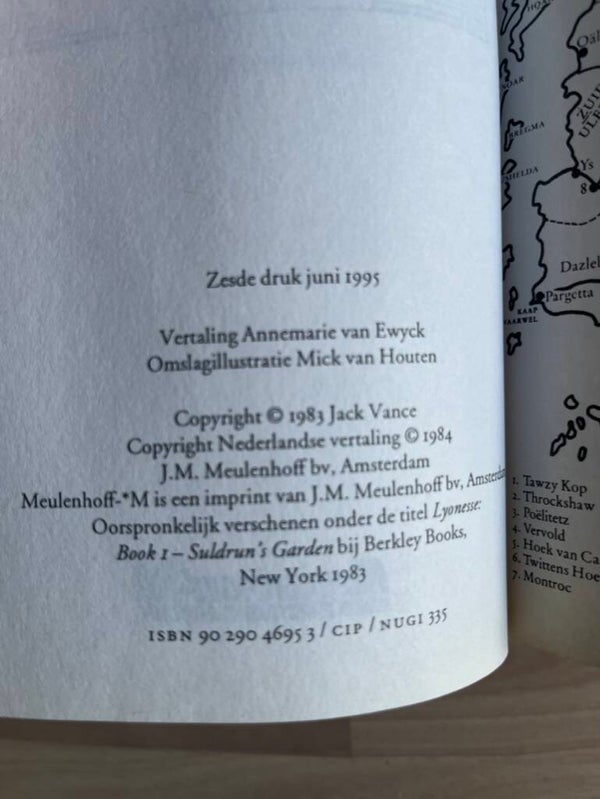 Zesde druk juni 1995
Vertaling Annemarie van Ewyck
Omslagillustratie Mick van Houten
Copyright © 1983 Jack Vance
Copyright Nederlandse vertaling © 1984
J.M. Meulenhoff bv, Amsterdam
Meulenhoff-*M is een imprint van J.M. Meulenhoff bv, Amsterdam
Oorspronkelijk verschenen onder de titel Lyonesse:
Book 1 – Suldrun's Garden bij Berkley Books,
New York 1983
ISBN 90 290 4695 3 / CIP / NUGI 335
Ys
8
Dazlel
Pargetta
KAAP
VAARWEL
1. Tawzy Kop
2. Throckshaw
3. Poëlitetz
4. Vervold
5. Hoek van Ca
6. Twittens Hoe
7. Montroc